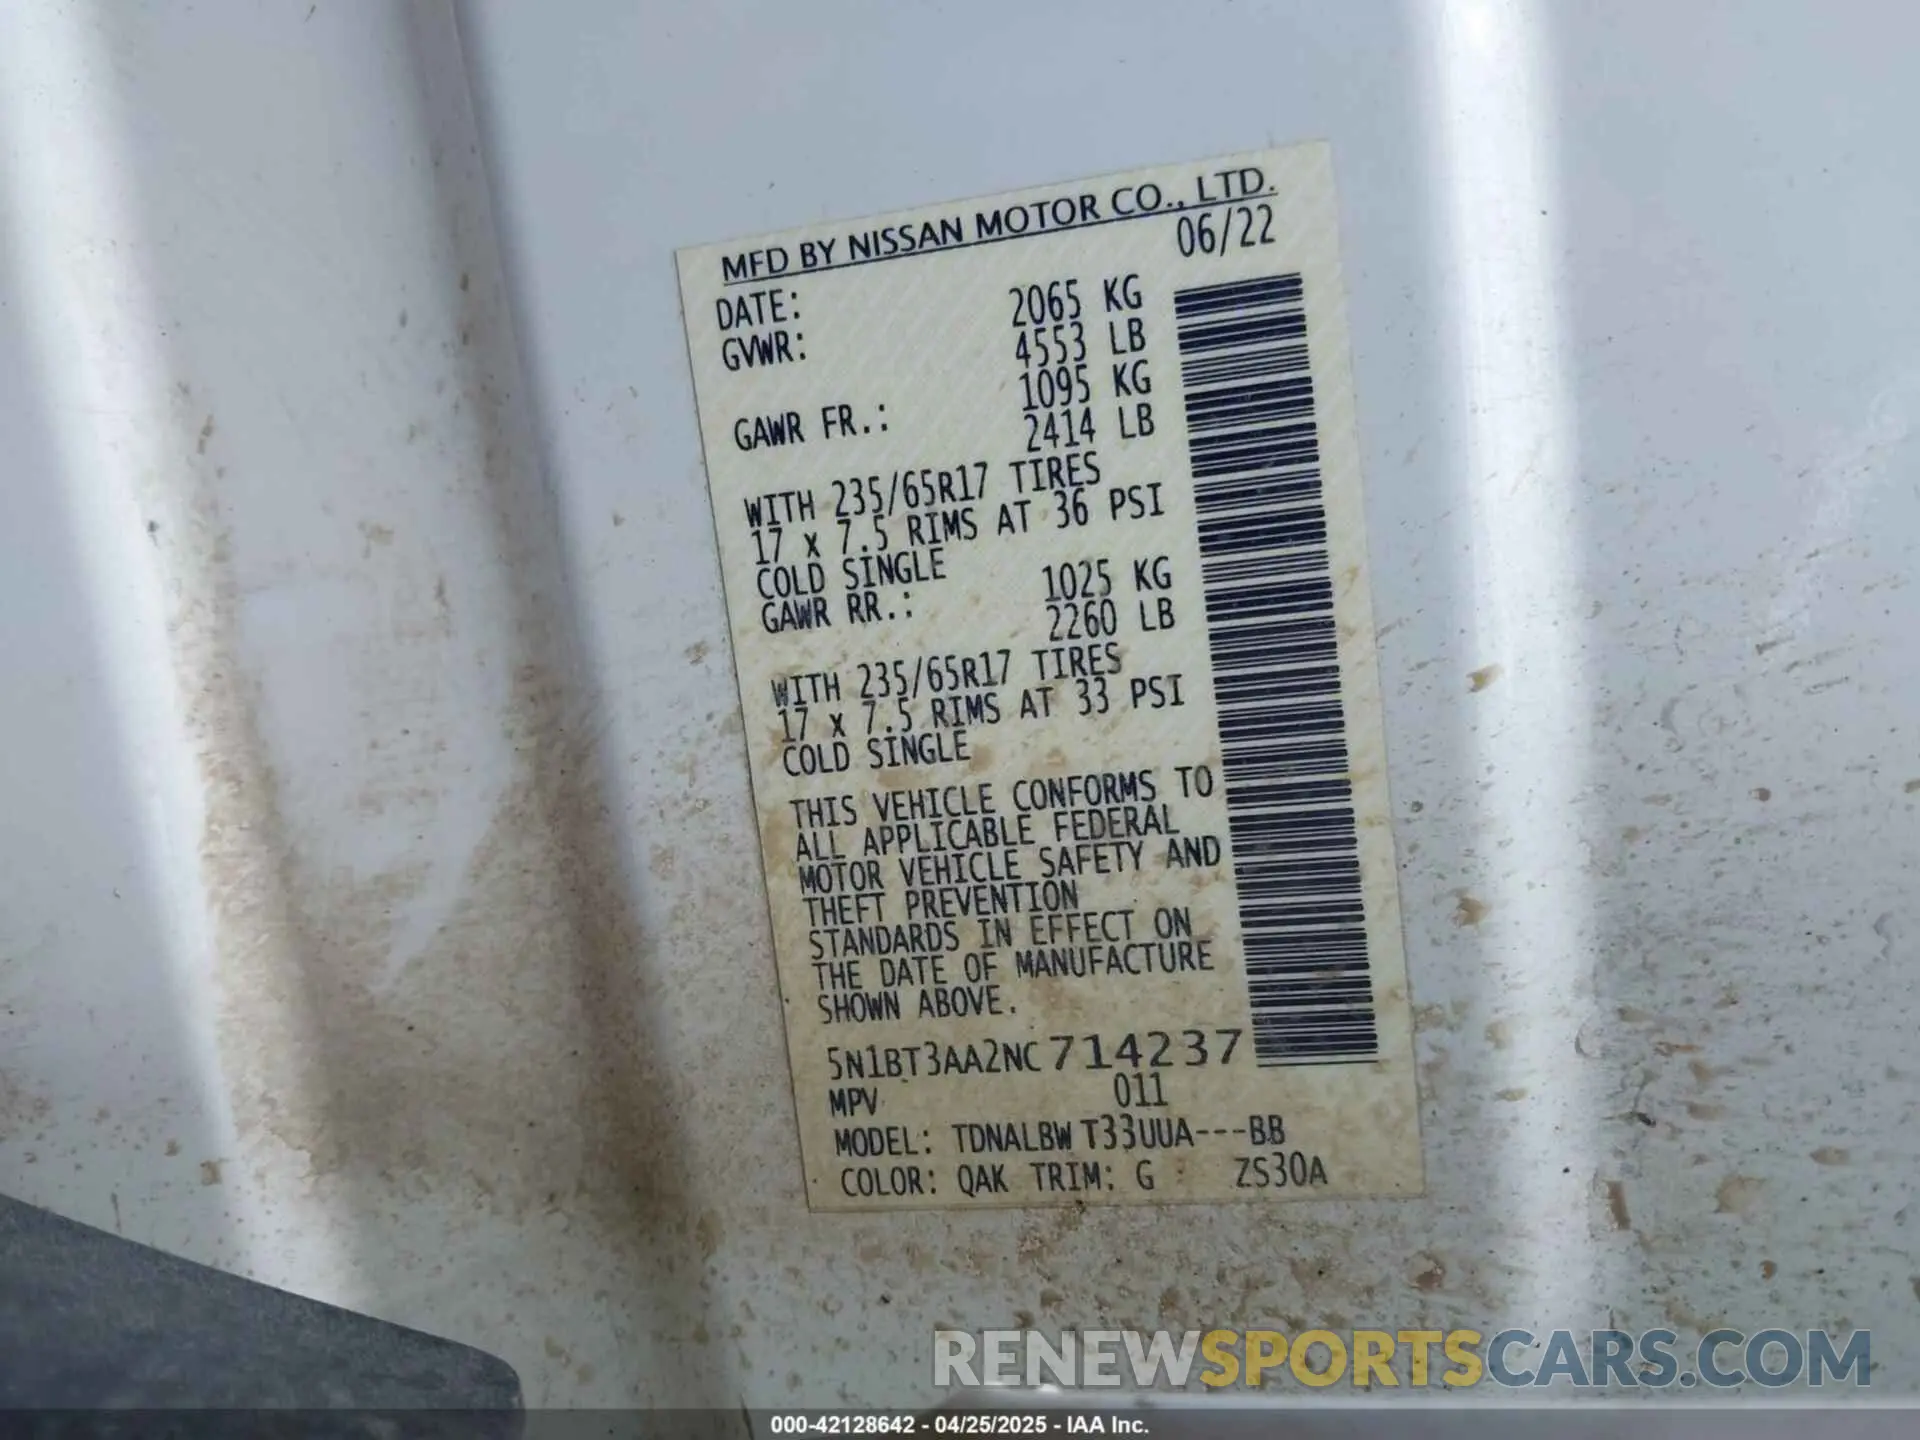 MFD BY NISSAN MOTOR CO., LTD.
DATE: 06/22
GVWR: 2065 KG
4553 LB
GAWR FR.: 1095 KG
2414 LB
WITH 235/65R17 TIRES
17 x 7.5 RIMS AT 36 PSI
COLD SINGLE
GAWR RR.: 1025 KG
2260 LB
WITH 235/65R17 TIRES
17 x 7.5 RIMS AT 33 PSI
COLD SINGLE
THIS VEHICLE CONFORMS TO
ALL APPLICABLE FEDERAL
MOTOR VEHICLE SAFETY AND
THEFT PREVENTION
STANDARDS IN EFFECT ON
THE DATE OF MANUFACTURE
SHOWN ABOVE.
5N1BT3AA2NC714237
MPV 011
MODEL: TDNALBW T33UUA---BB
COLOR: QAK TRIM: G ZS30A
RENEWSPORTSCARS.COM
000-42128642 - 04/25/2025 - IAA Inc.